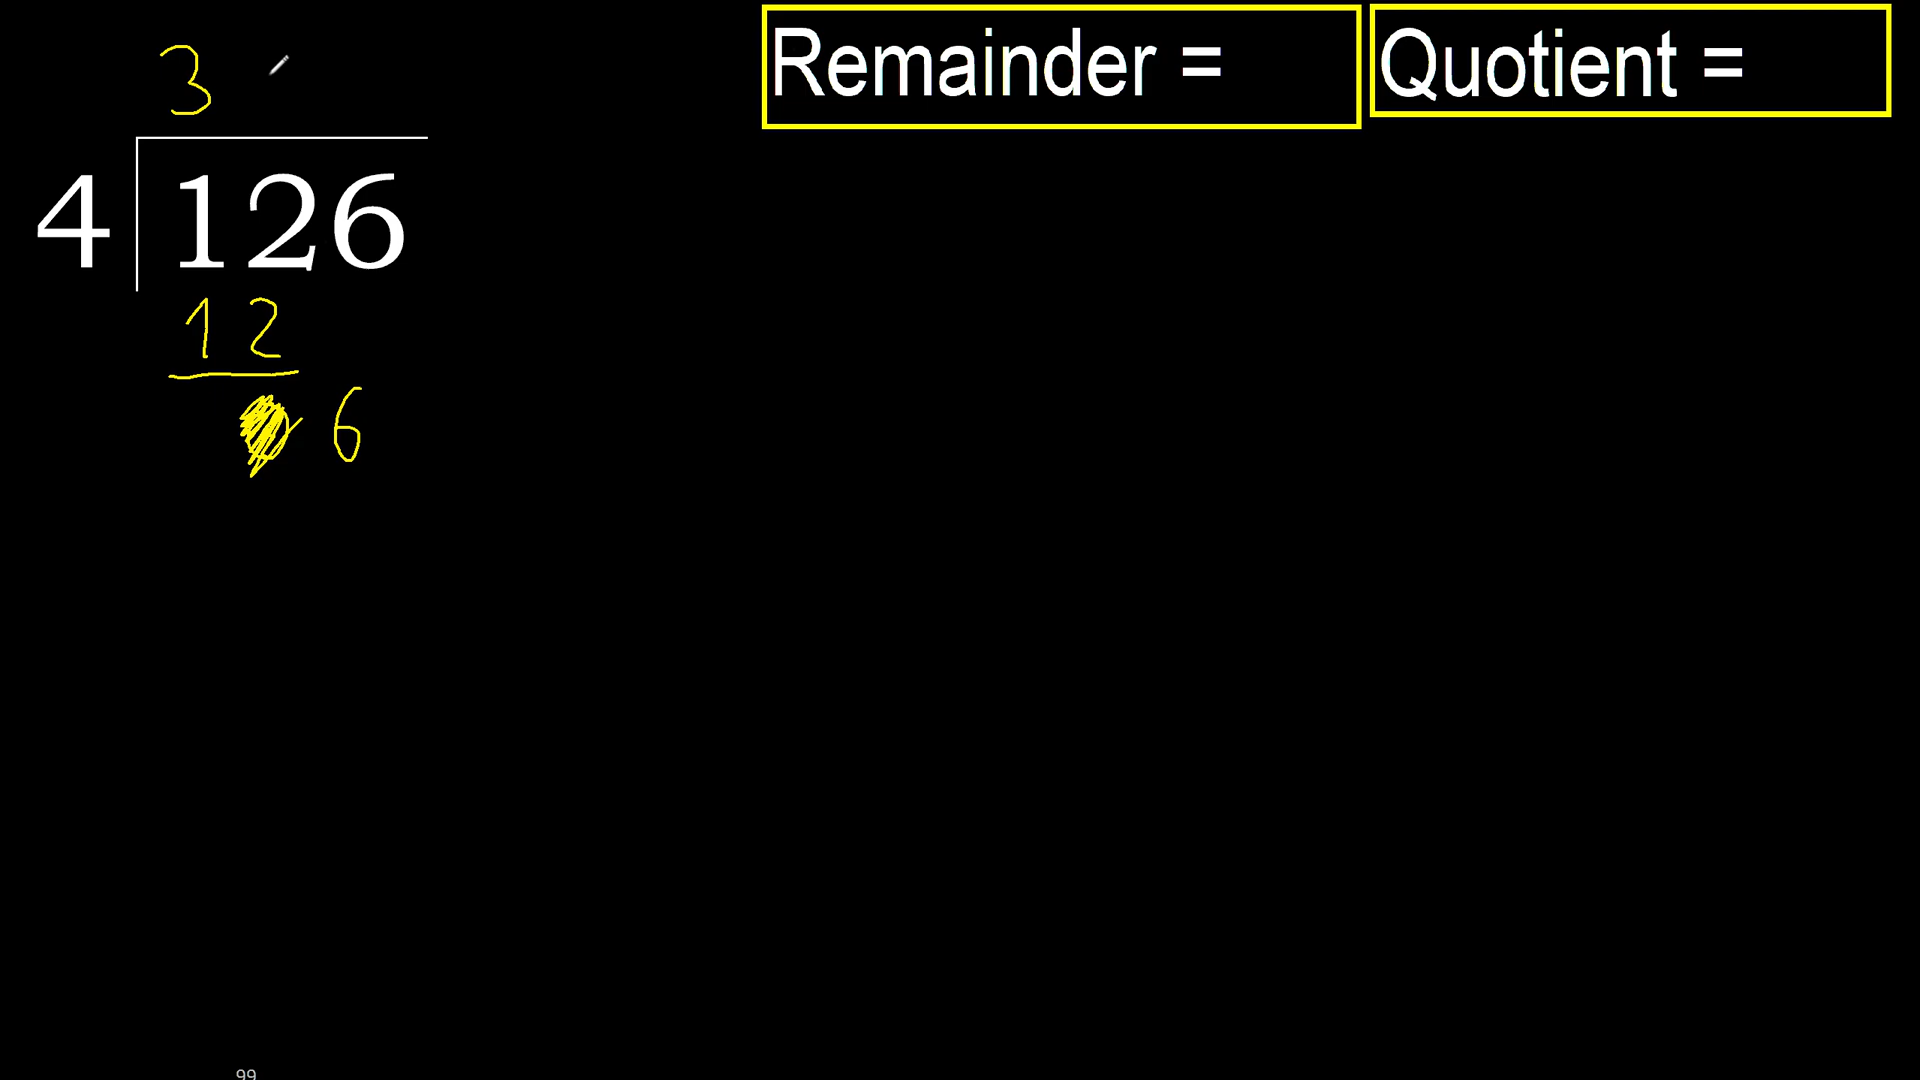 3
Remainder =
Quotient =
4 126
12
6
99